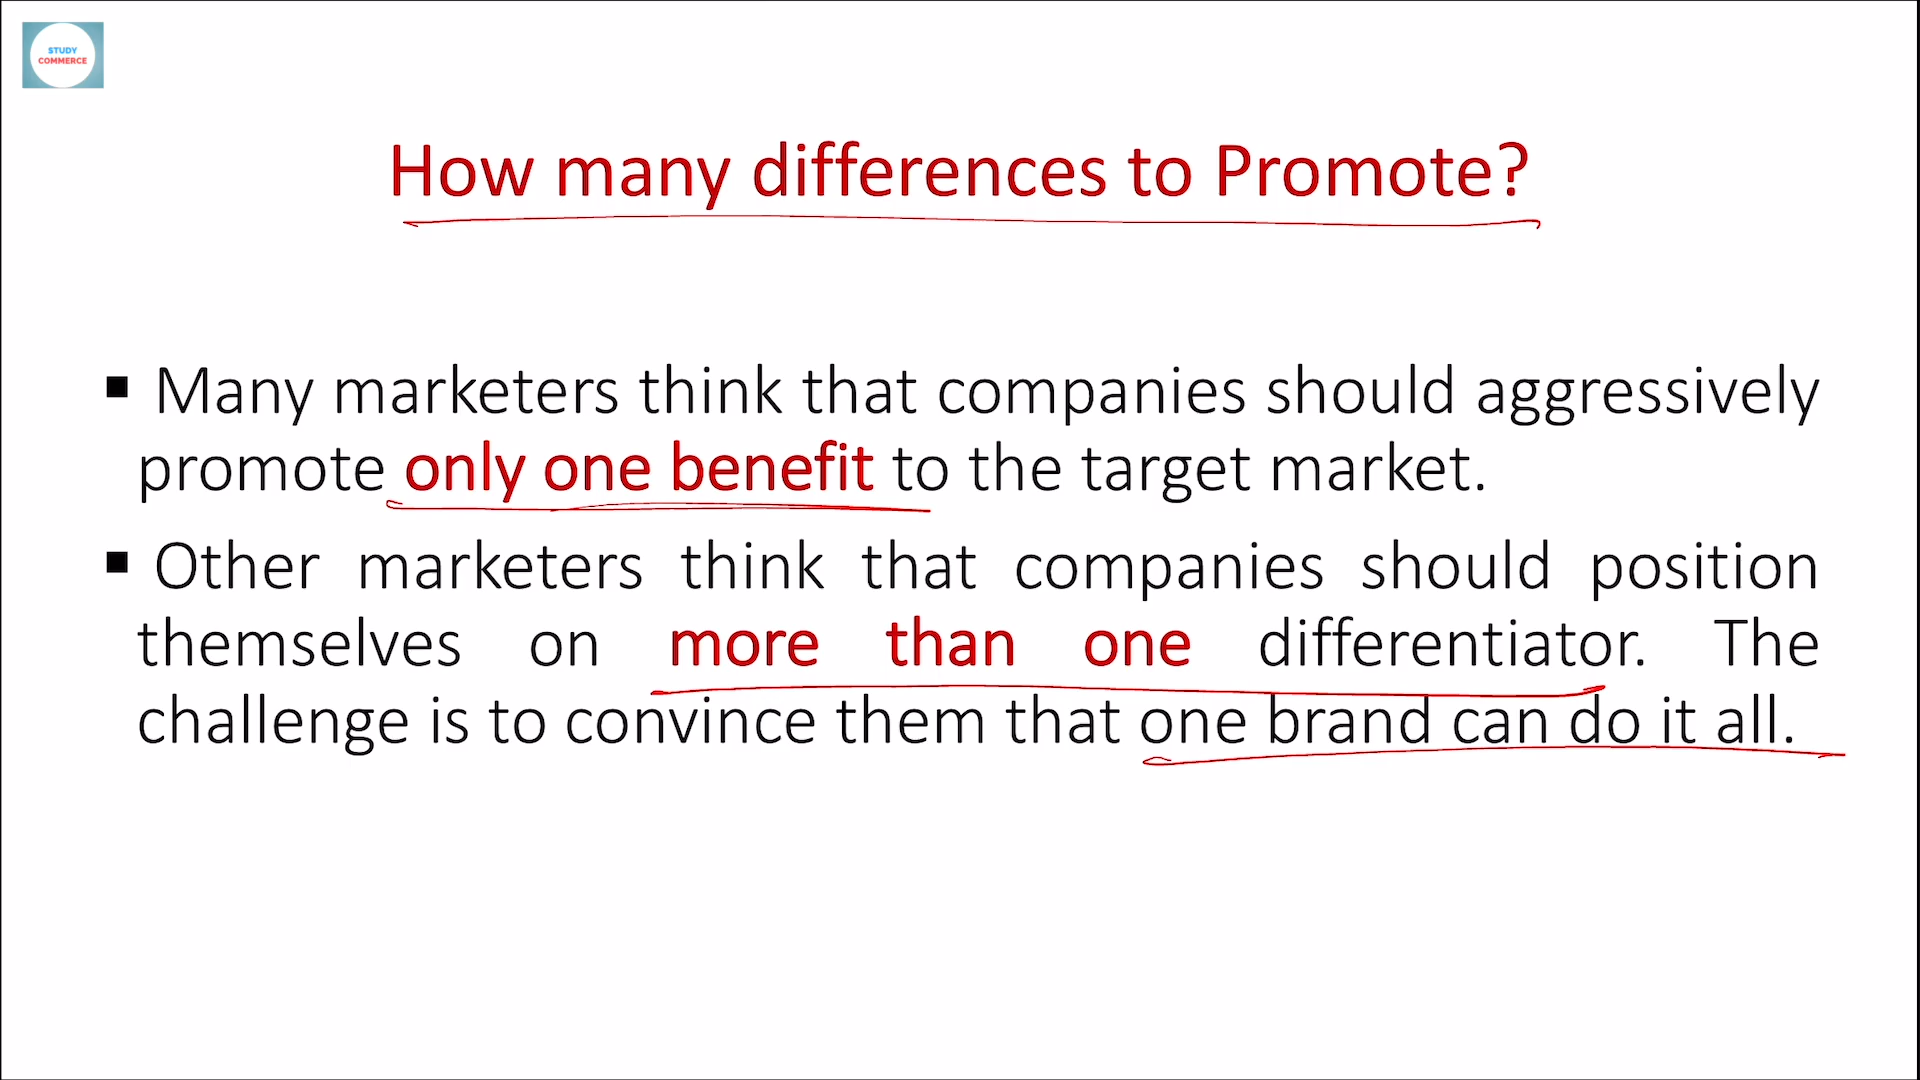 STUDY
COMMERCE
How many differences to Promote?
▪ Many marketers think that companies should aggressively
promote only one benefit to the target market.
▪ Other marketers think that companies should position
themselves on more than one differentiator. The
challenge is to convince them that one brand can do it all.